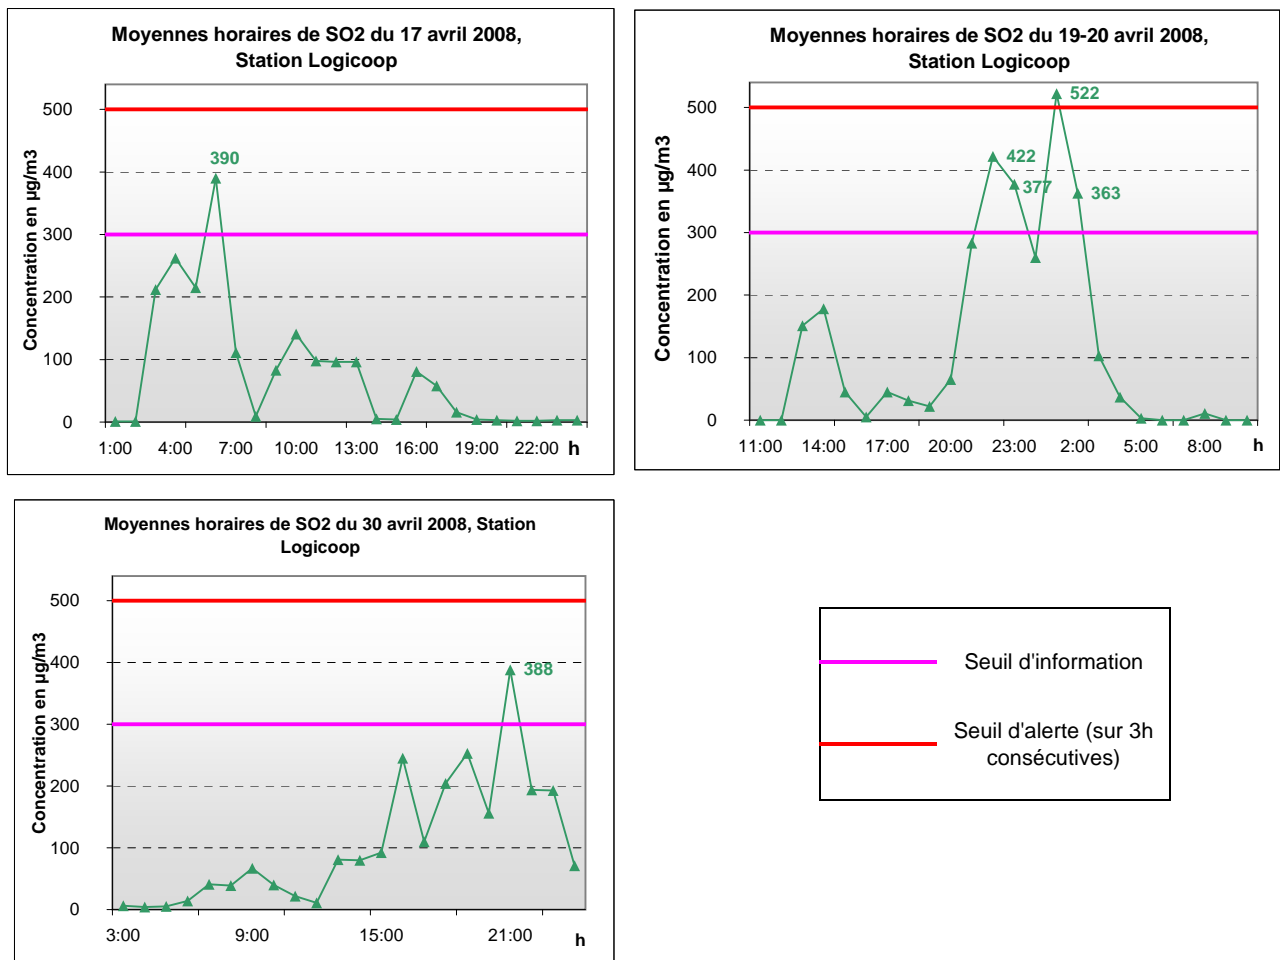 Moyennes horaires de SO2 du 17 avril 2008,
Station Logicoop
Concentration en µg/m3
500
400
300
200
100
0
390
1:00 4:00 7:00 10:00 13:00 16:00 19:00 22:00 h
Moyennes horaires de SO2 du 19-20 avril 2008,
Station Logicoop
Concentration en µg/m3
500
400
300
200
100
0
522
422
377
363
11:00 14:00 17:00 20:00 23:00 2:00 5:00 8:00 h
Moyennes horaires de SO2 du 30 avril 2008, Station
Logicoop
Concentration en µg/m3
500
400
300
200
100
0
388
3:00 9:00 15:00 21:00 h
Seuil d'information
Seuil d'alerte (sur 3h
consécutives)